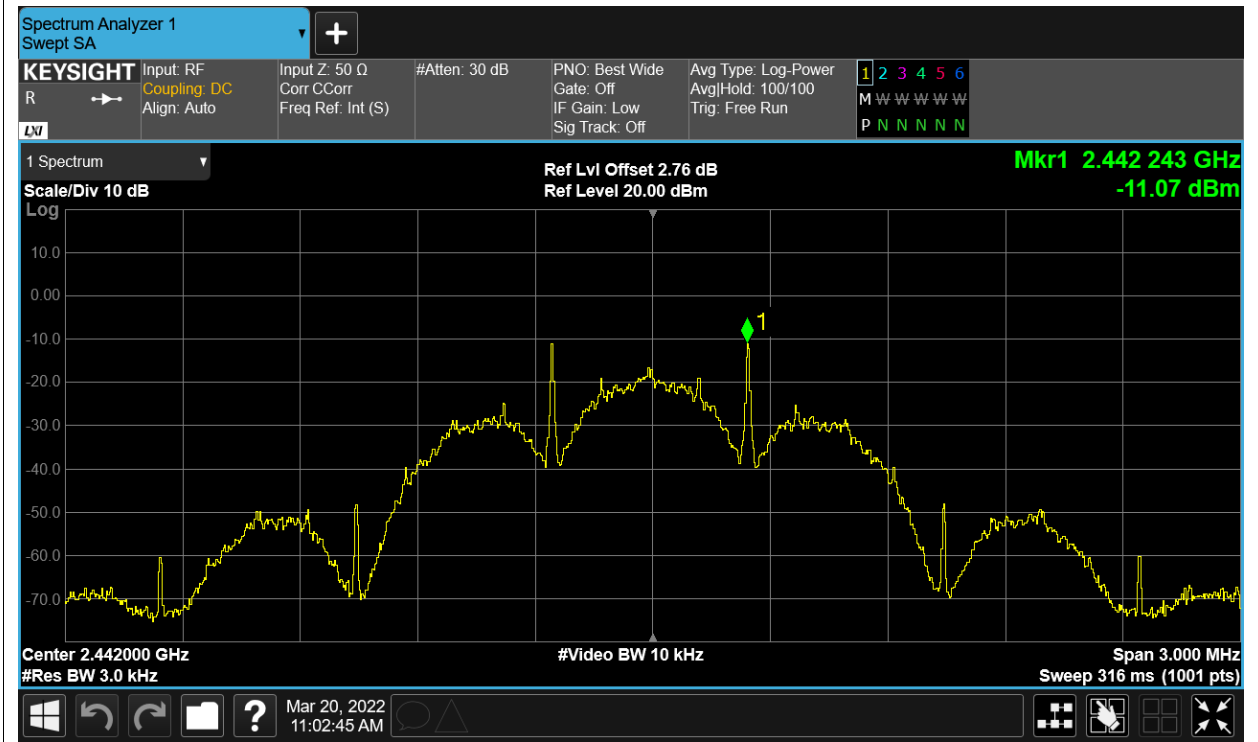 Spectrum Analyzer 1
Swept SA
KEYSIGHT
R
LXI
Input: RF
Coupling: DC
Align: Auto
Input Z: 50 Ω
Corr CCorr
Freq Ref: Int (S)
#Atten: 30 dB
PNO: Best Wide
Gate: Off
IF Gain: Low
Sig Track: Off
Avg Type: Log-Power
Avg|Hold: 100/100
Trig: Free Run
1 2 3 4 5 6
M W W W W W
P N N N N N
1 Spectrum
Scale/Div 10 dB
Log
Ref Lvl Offset 2.76 dB
Ref Level 20.00 dBm
Mkr1 2.442 243 GHz
-11.07 dBm
10.0
0.00
-10.0
-20.0
-30.0
-40.0
-50.0
-60.0
-70.0
1
Center 2.442000 GHz
#Res BW 3.0 kHz
#Video BW 10 kHz
Span 3.000 MHz
Sweep 316 ms (1001 pts)
?
Mar 20, 2022
11:02:45 AM